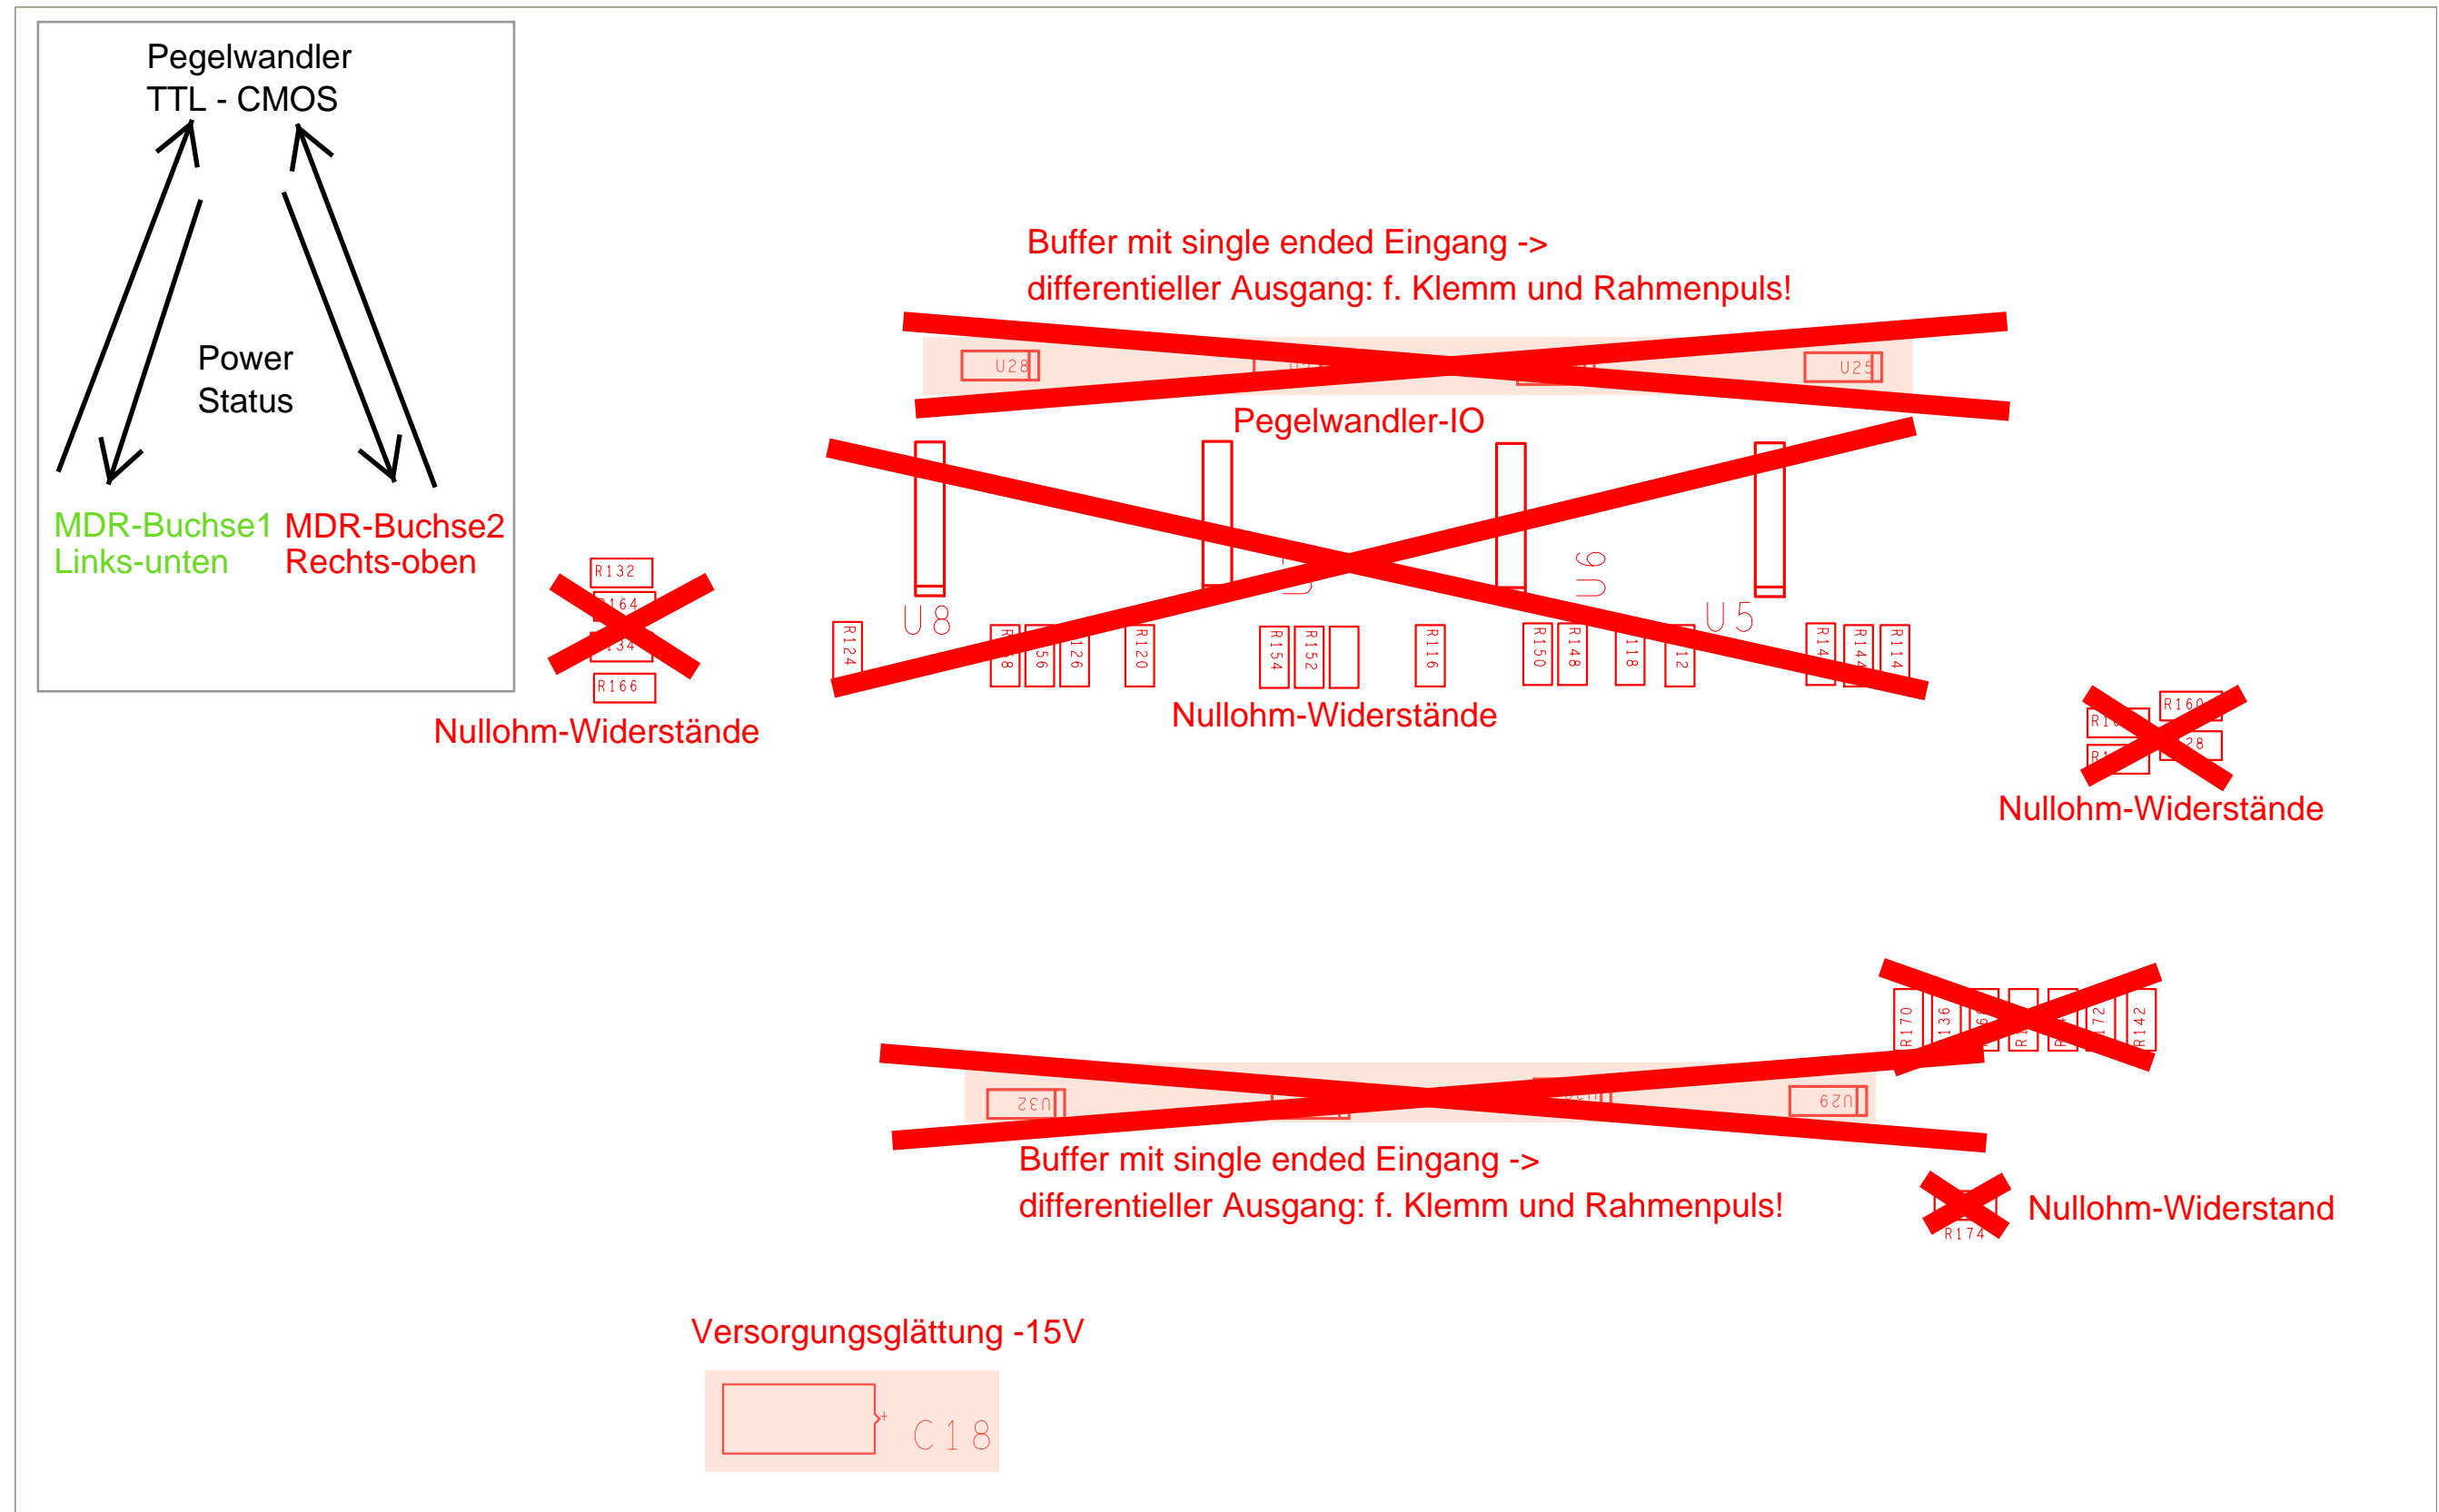 Pegelwandler
TTL - CMOS
Power
Status
MDR-Buchse1
Links-unten
MDR-Buchse2
Rechts-oben
Buffer mit single ended Eingang ->
differentieller Ausgang: f. Klemm und Rahmenpuls!
U28
U25
Pegelwandler-IO
U8
U6
U5
R132
R166
Nullohm-Widerstände
R124
R120
R154
R152
R116
R150
R148
R144
R114
Nullohm-Widerstände
R160
Nullohm-Widerstände
R170
R142
U32
U29
Buffer mit single ended Eingang ->
differentieller Ausgang: f. Klemm und Rahmenpuls!
R174
Nullohm-Widerstand
Versorgungsglättung -15V
+
C18